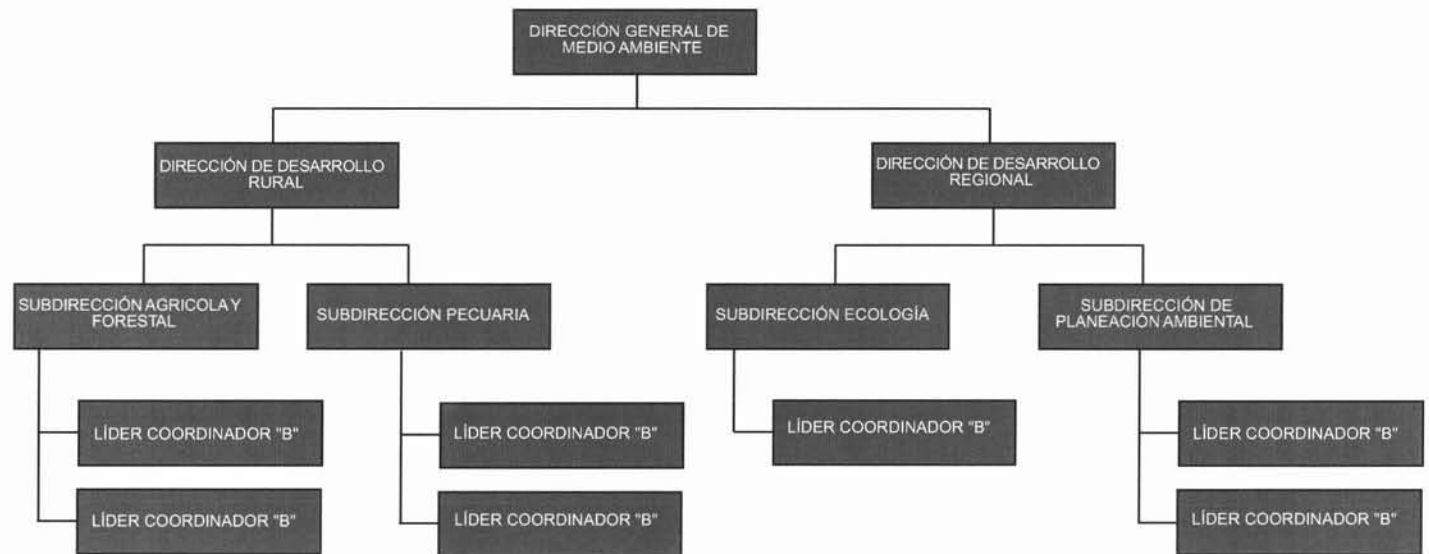 DIRECCIÓN GENERAL DE
MEDIO AMBIENTE
DIRECCIÓN DE DESARROLLO
RURAL
DIRECCIÓN DE DESARROLLO
REGIONAL
SUBDIRECCIÓN AGRICOLA Y
FORESTAL
SUBDIRECCIÓN PECUARIA
SUBDIRECCIÓN ECOLOGÍA
SUBDIRECCIÓN DE
PLANEACIÓN AMBIENTAL
LÍDER COORDINADOR "B"
LÍDER COORDINADOR "B"
LÍDER COORDINADOR "B"
LÍDER COORDINADOR "B"
LÍDER COORDINADOR "B"
LÍDER COORDINADOR "B"
LÍDER COORDINADOR "B"